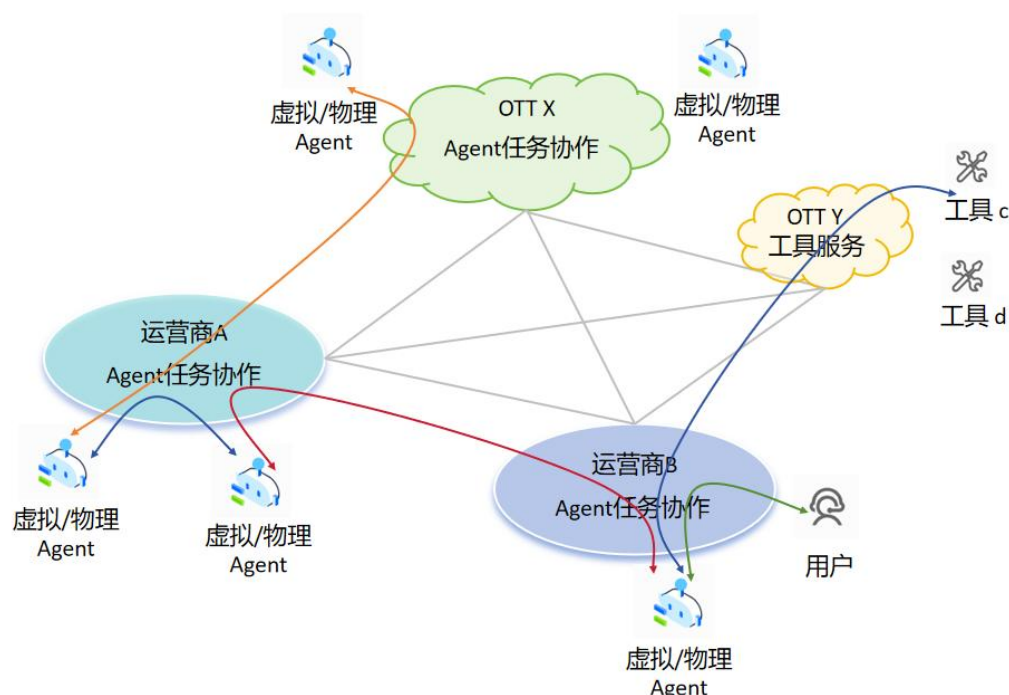 虚拟/物理
Agent
OTT X
Agent任务协作
虚拟/物理
Agent
OTT Y
工具服务
工具 c
工具 d
运营商A
Agent任务协作
运营商B
Agent任务协作
虚拟/物理
Agent
虚拟/物理
Agent
用户
虚拟/物理
Agent